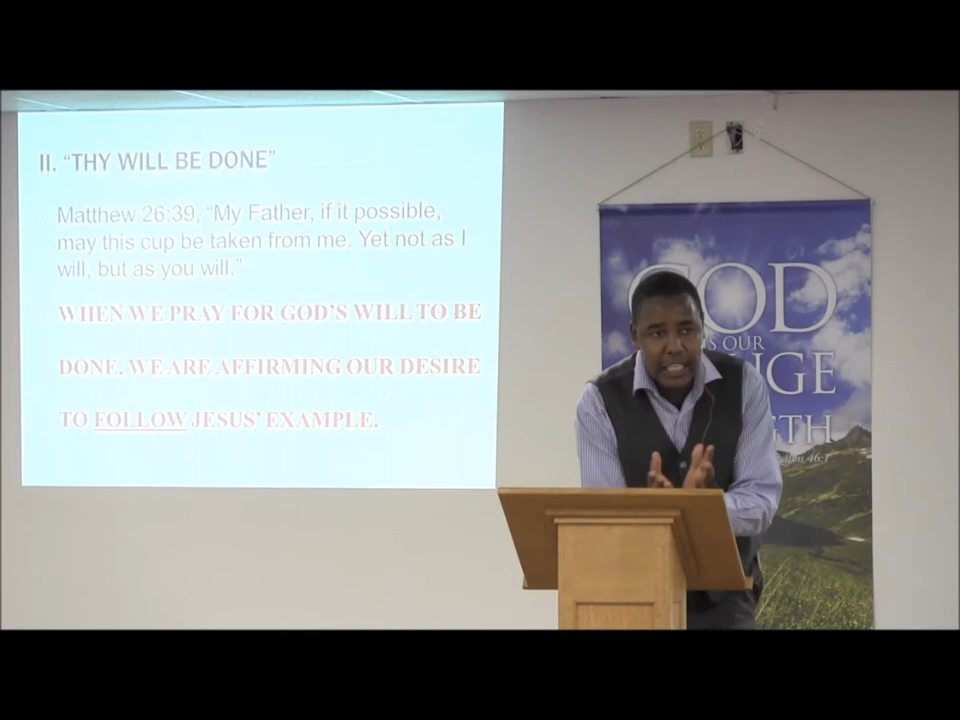 II. “THY WILL BE DONE”
Matthew 26:39, “My Father, if it possible,
may this cup be taken from me. Yet not as I
will, but as you will.”
WHEN WE PRAY FOR GOD’S WILL TO BE
DONE, WE ARE AFFIRMING OUR DESIRE
TO FOLLOW JESUS’ EXAMPLE.
GOD
IS OUR